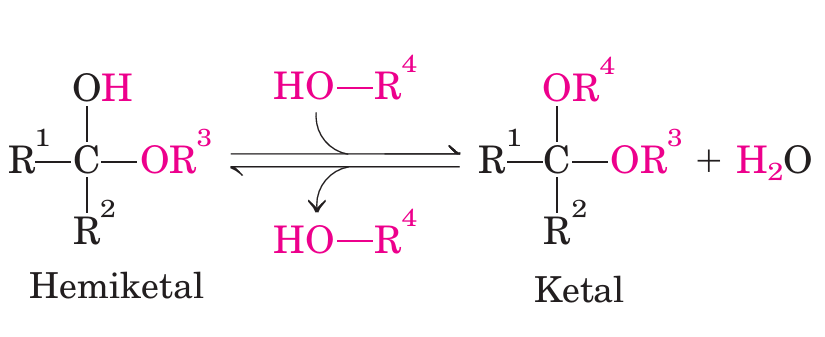 OH
R¹—C—OR³
R²
Hemiketal
HO—R⁴
HO—R⁴
OR⁴
R¹—C—OR³ + H₂O
R²
Ketal